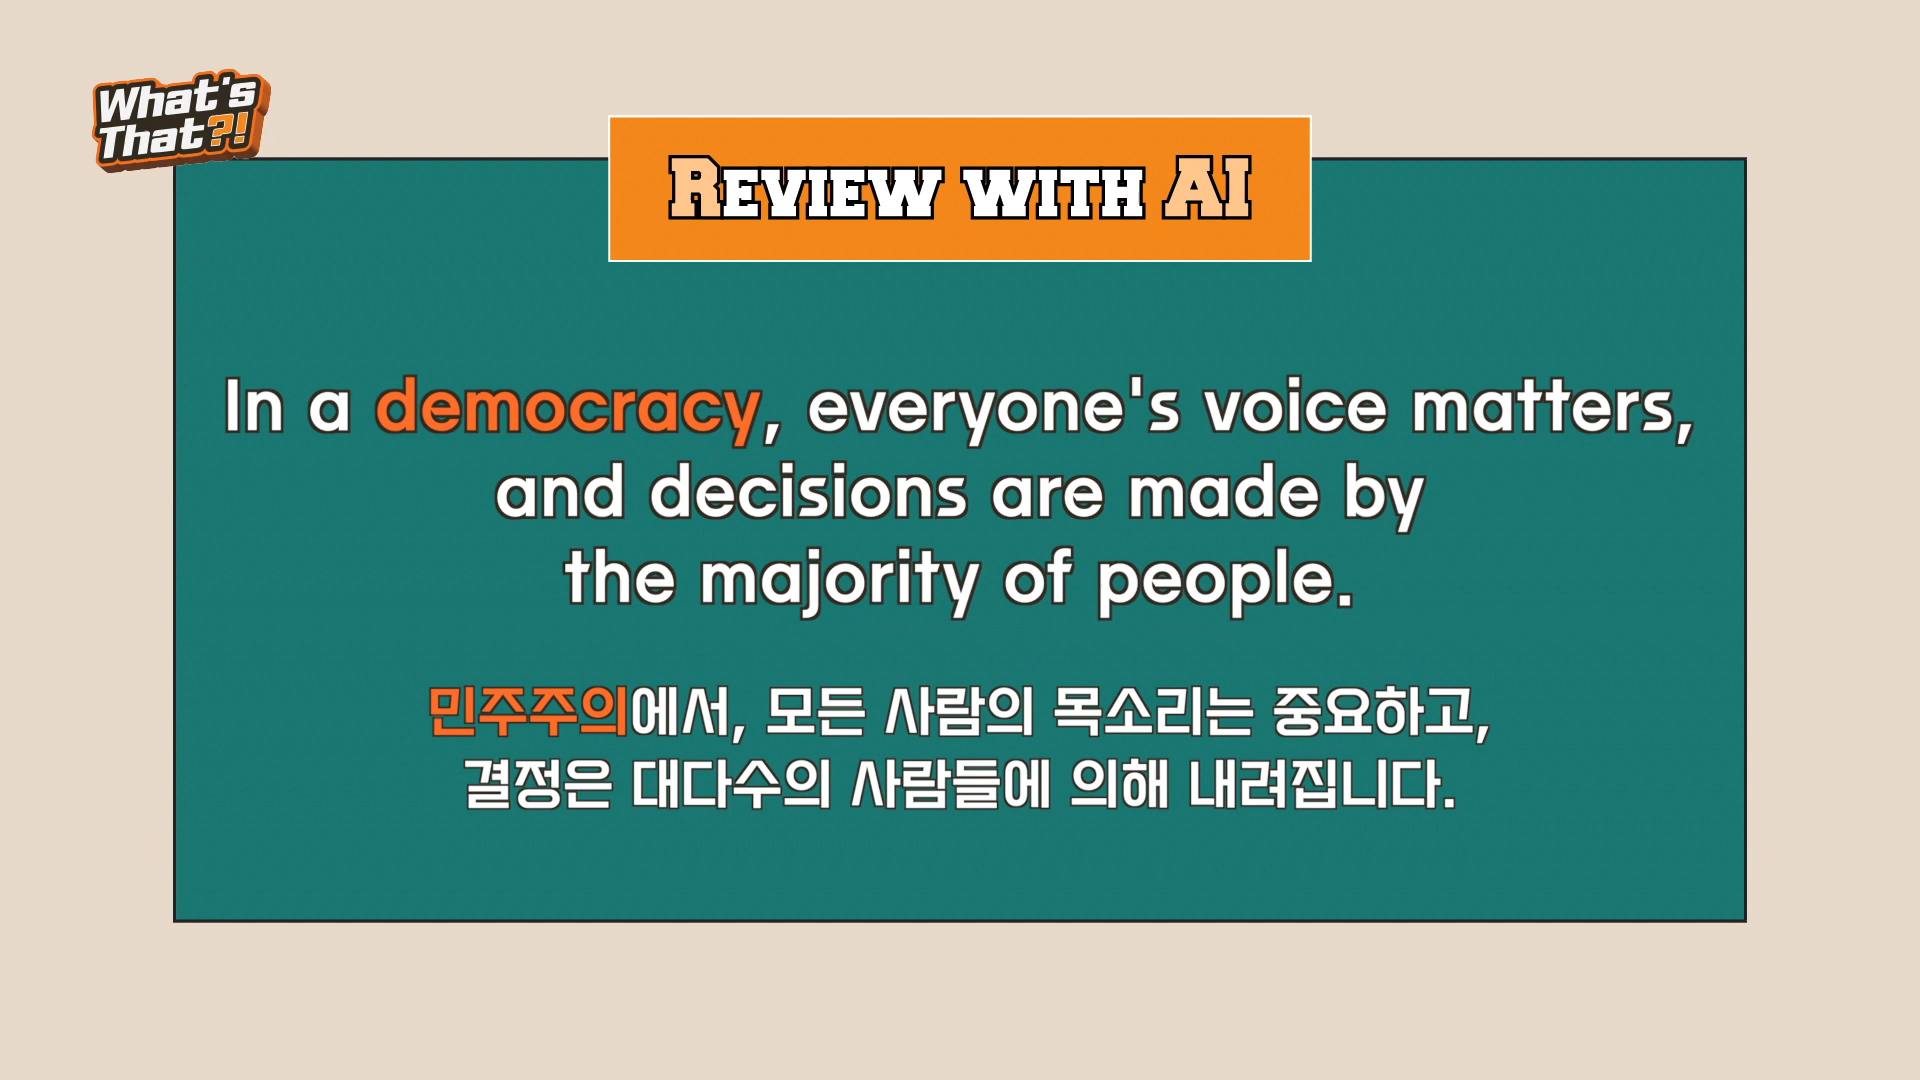 What's
That?!
REVIEW WITH AI
In a democracy, everyone's voice matters,
and decisions are made by
the majority of people.
민주주의에서, 모든 사람의 목소리는 중요하고,
결정은 대다수의 사람들에 의해 내려집니다.